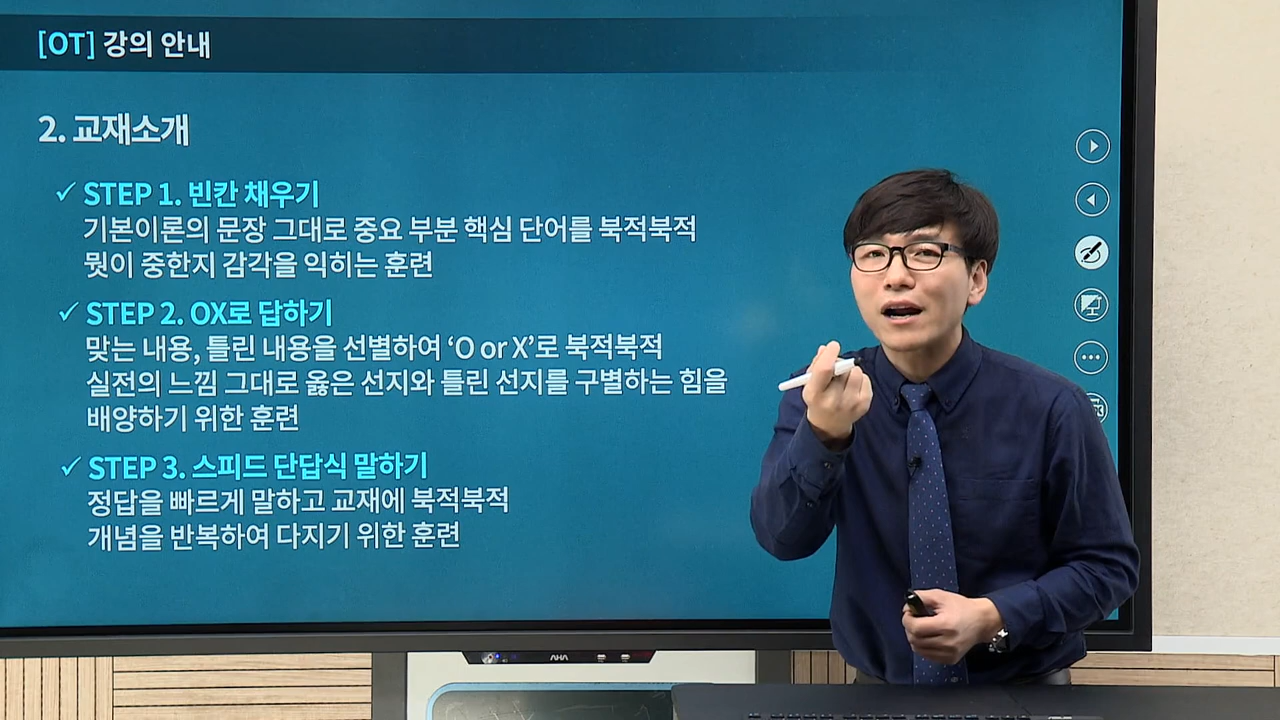 [OT] 강의 안내
2. 교재소개
✓ STEP 1. 빈칸 채우기
기본이론의 문장 그대로 중요 부분 핵심 단어를 북적북적
뭣이 중한지 감각을 익히는 훈련
✓ STEP 2. OX로 답하기
맞는 내용, 틀린 내용을 선별하여 ‘O or X’로 북적북적
실전의 느낌 그대로 옳은 선지와 틀린 선지를 구별하는 힘을
배양하기 위한 훈련
✓ STEP 3. 스피드 단답식 말하기
정답을 빠르게 말하고 교재에 북적북적
개념을 반복하여 다지기 위한 훈련
AHA